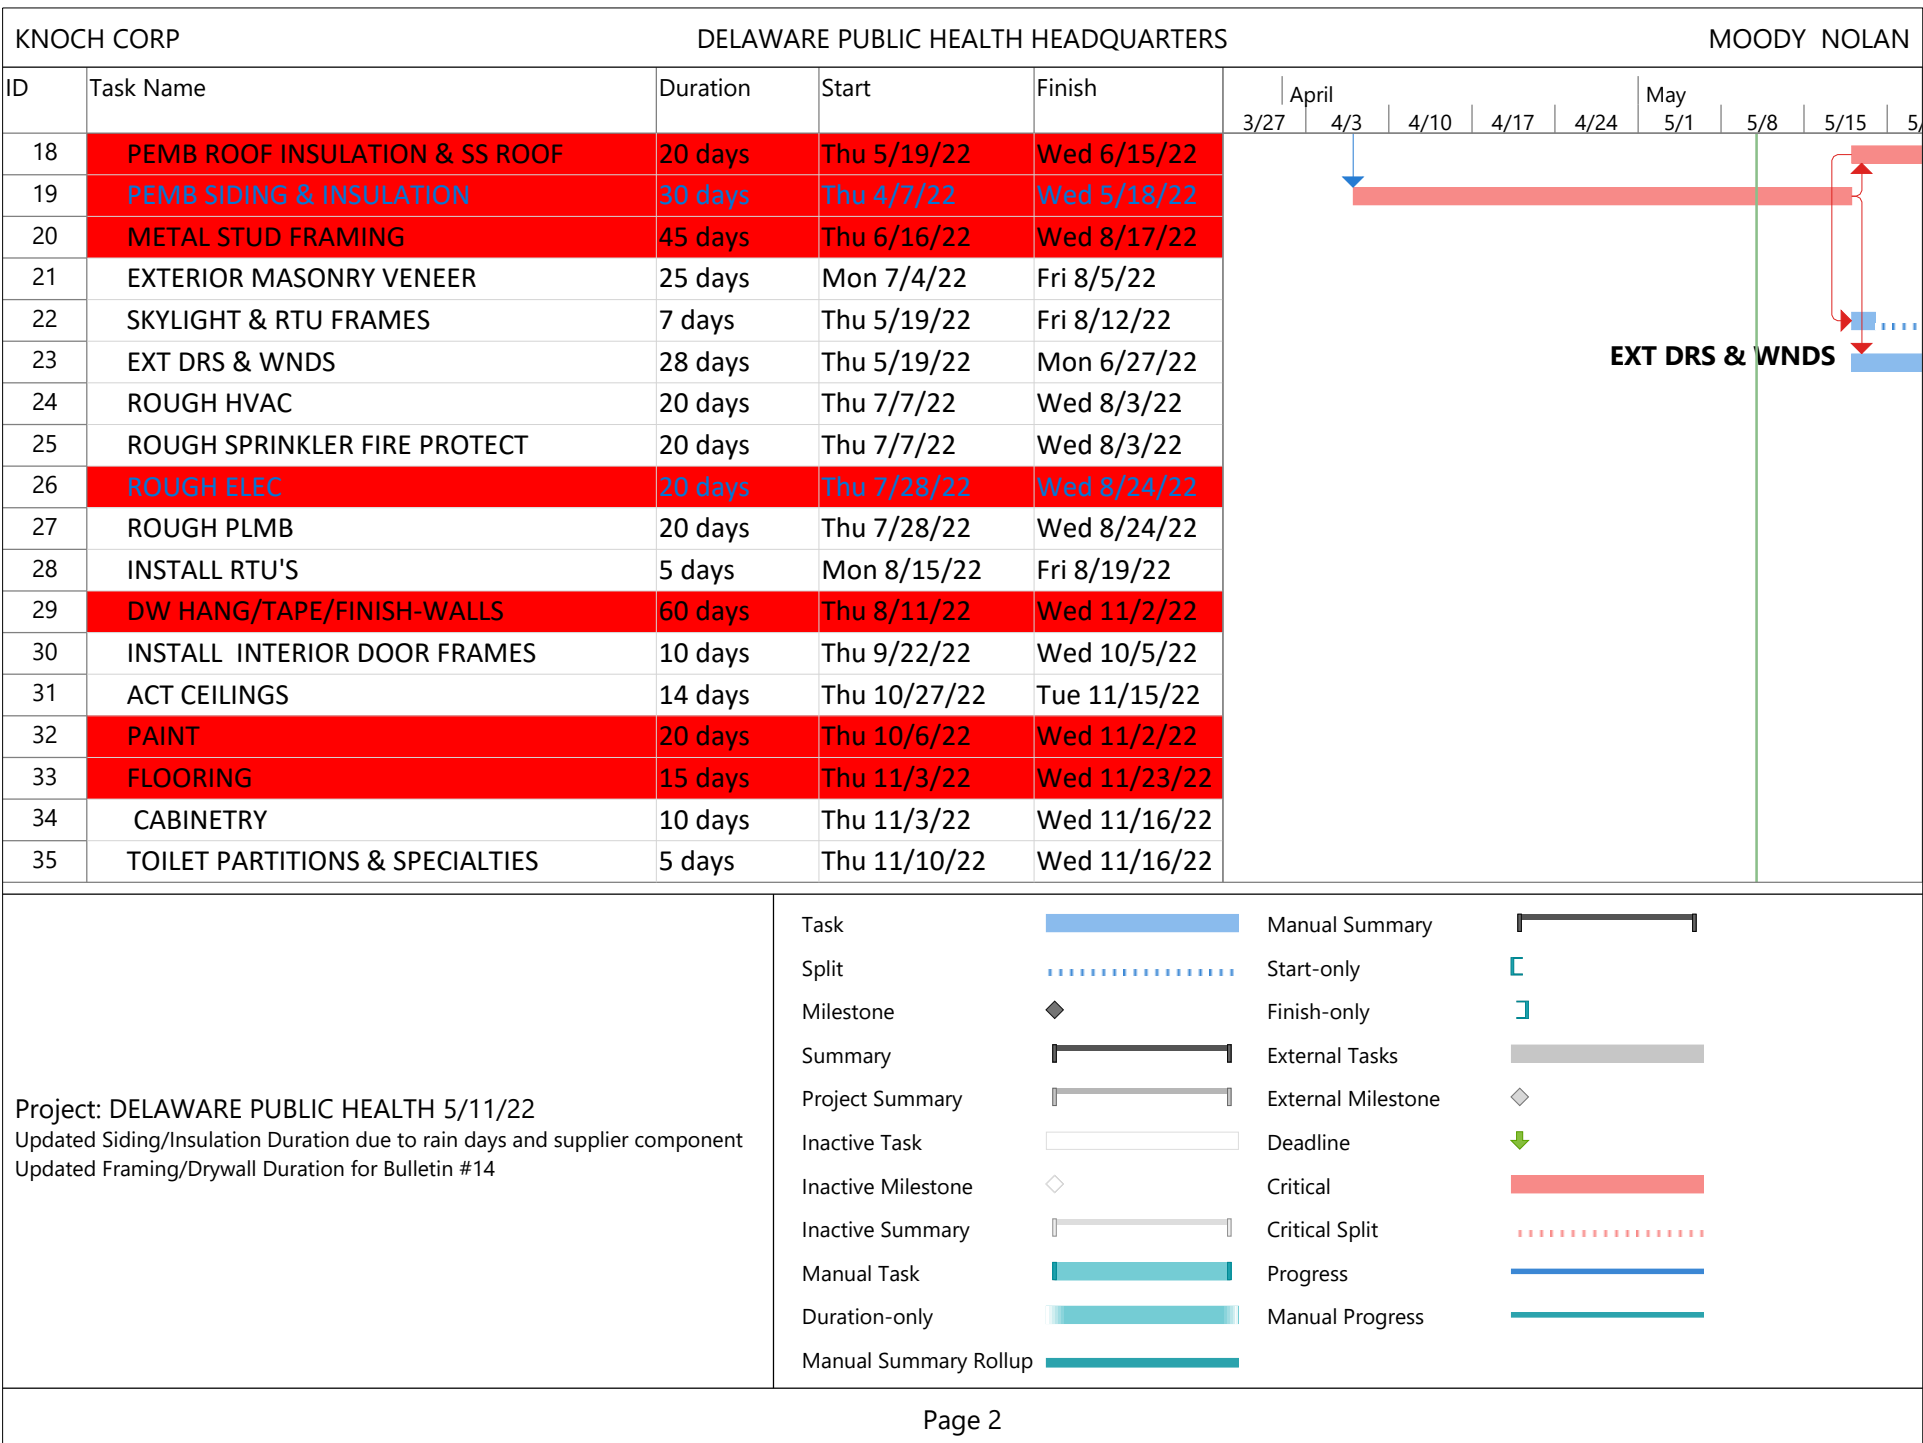 KNOCH CORP DELAWARE PUBLIC HEALTH HEADQUARTERS MOODY  NOLAN
ID Task Name Duration Start Finish April May
3/27 4/3 4/10 4/17 4/24 5/1 5/8 5/15 5/
18 PEMB ROOF INSULATION & SS ROOF 20 days Thu 5/19/22 Wed 6/15/22
19 PEMB SIDING & INSULATION 30 days Thu 4/7/22 Wed 5/18/22
20 METAL STUD FRAMING 45 days Thu 6/16/22 Wed 8/17/22
21 EXTERIOR MASONRY VENEER 25 days Mon 7/4/22 Fri 8/5/22
22 SKYLIGHT & RTU FRAMES 7 days Thu 5/19/22 Fri 8/12/22
23 EXT DRS & WNDS 28 days Thu 5/19/22 Mon 6/27/22 EXT DRS & WNDS
24 ROUGH HVAC 20 days Thu 7/7/22 Wed 8/3/22
25 ROUGH SPRINKLER FIRE PROTECT 20 days Thu 7/7/22 Wed 8/3/22
26 ROUGH ELEC 20 days Thu 7/28/22 Wed 8/24/22
27 ROUGH PLMB 20 days Thu 7/28/22 Wed 8/24/22
28 INSTALL RTU'S 5 days Mon 8/15/22 Fri 8/19/22
29 DW HANG/TAPE/FINISH-WALLS 60 days Thu 8/11/22 Wed 11/2/22
30 INSTALL  INTERIOR DOOR FRAMES 10 days Thu 9/22/22 Wed 10/5/22
31 ACT CEILINGS 14 days Thu 10/27/22 Tue 11/15/22
32 PAINT 20 days Thu 10/6/22 Wed 11/2/22
33 FLOORING 15 days Thu 11/3/22 Wed 11/23/22
34 CABINETRY 10 days Thu 11/3/22 Wed 11/16/22
35 TOILET PARTITIONS & SPECIALTIES 5 days Thu 11/10/22 Wed 11/16/22
Project: DELAWARE PUBLIC HEALTH 5/11/22
Updated Siding/Insulation Duration due to rain days and supplier component
Updated Framing/Drywall Duration for Bulletin #14
Task
Split
Milestone
Summary
Project Summary
Inactive Task
Inactive Milestone
Inactive Summary
Manual Task
Duration-only
Manual Summary Rollup
Manual Summary
Start-only
Finish-only
External Tasks
External Milestone
Deadline
Critical
Critical Split
Progress
Manual Progress
Page 2